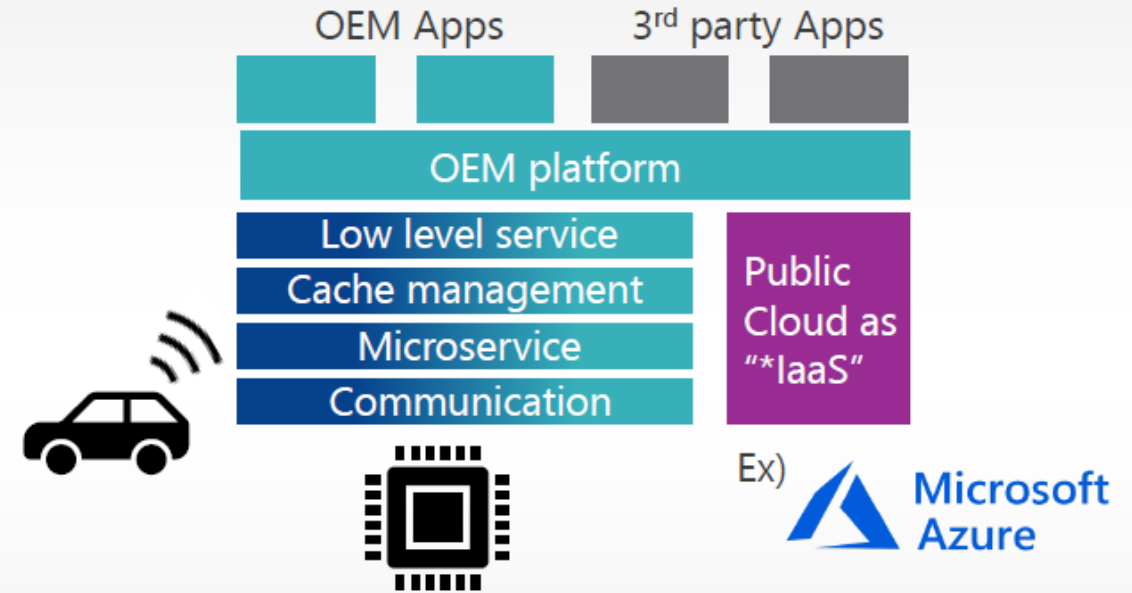 OEM Apps
3rd party Apps
OEM platform
Low level service
Cache management
Microservice
Communication
Public
Cloud as
“*IaaS”
Ex)
Microsoft
Azure